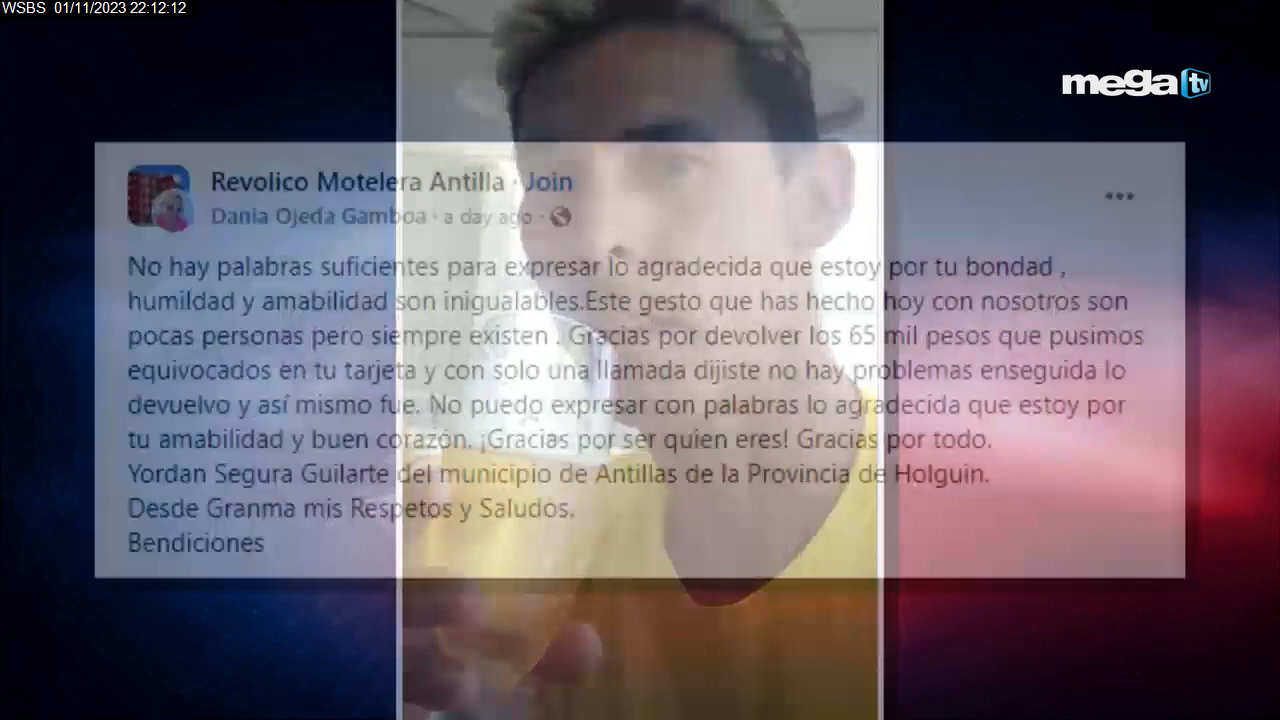 WSBS 01/11/2023 22:12:12
mega tv
Revolico Motelera Antilla · Join
Dania Ojeda Gamboa · a day ago ·
No hay palabras suficientes para expresar lo agradecida que estoy por tu bondad ,
humildad y amabilidad son inigualables.Este gesto que has hecho hoy con nosotros son
pocas personas pero siempre existen . Gracias por devolver los 65 mil pesos que pusimos
equivocados en tu tarjeta y con solo una llamada dijiste no hay problemas enseguida lo
devuelvo y así mismo fue. No puedo expresar con palabras lo agradecida que estoy por
tu amabilidad y buen corazón. ¡Gracias por ser quien eres! Gracias por todo.
Yordan Segura Guilarte del municipio de Antillas de la Provincia de Holguin.
Desde Granma mis Respetos y Saludos.
Bendiciones